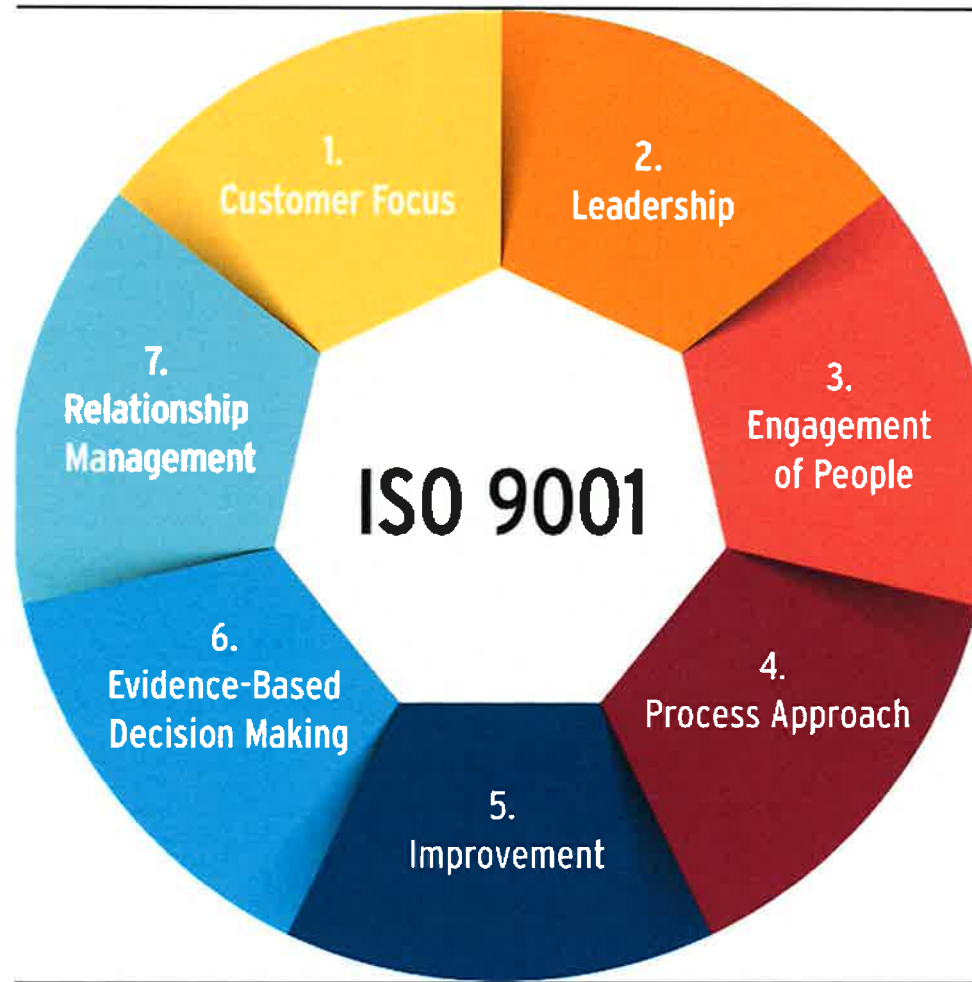 1.
Customer Focus
2.
Leadership
3.
Engagement
of People
4.
Process Approach
5.
Improvement
6.
Evidence-Based
Decision Making
7.
Relationship
Management
ISO 9001